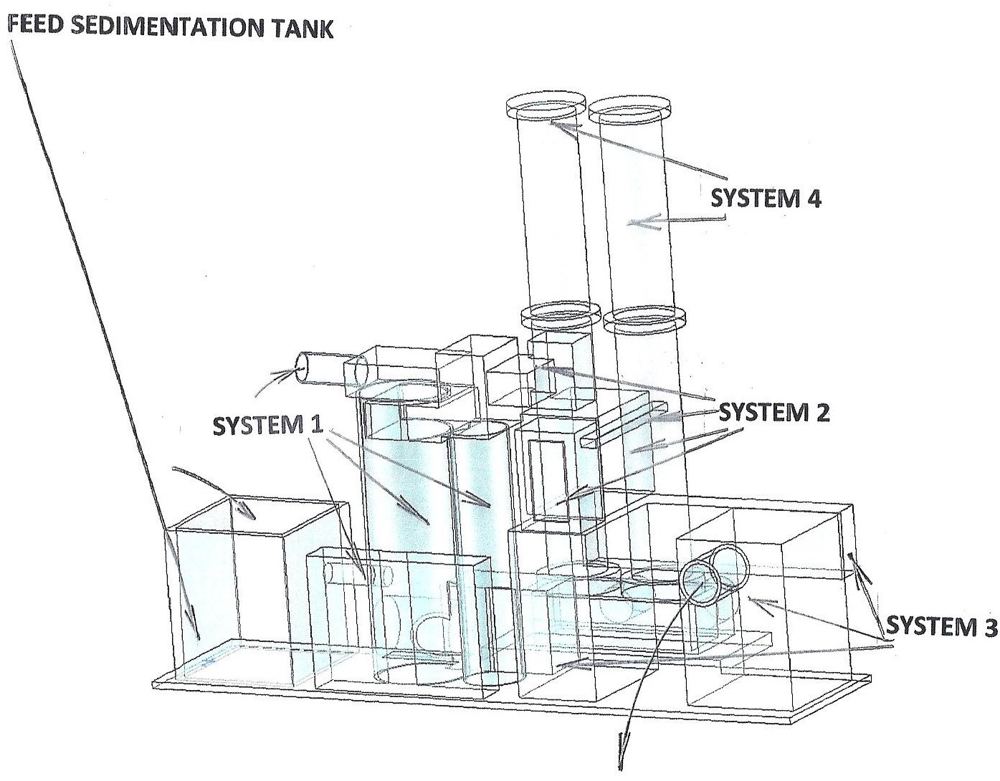 FEED SEDIMENTATION TANK
SYSTEM 4
SYSTEM 2
SYSTEM 1
SYSTEM 3